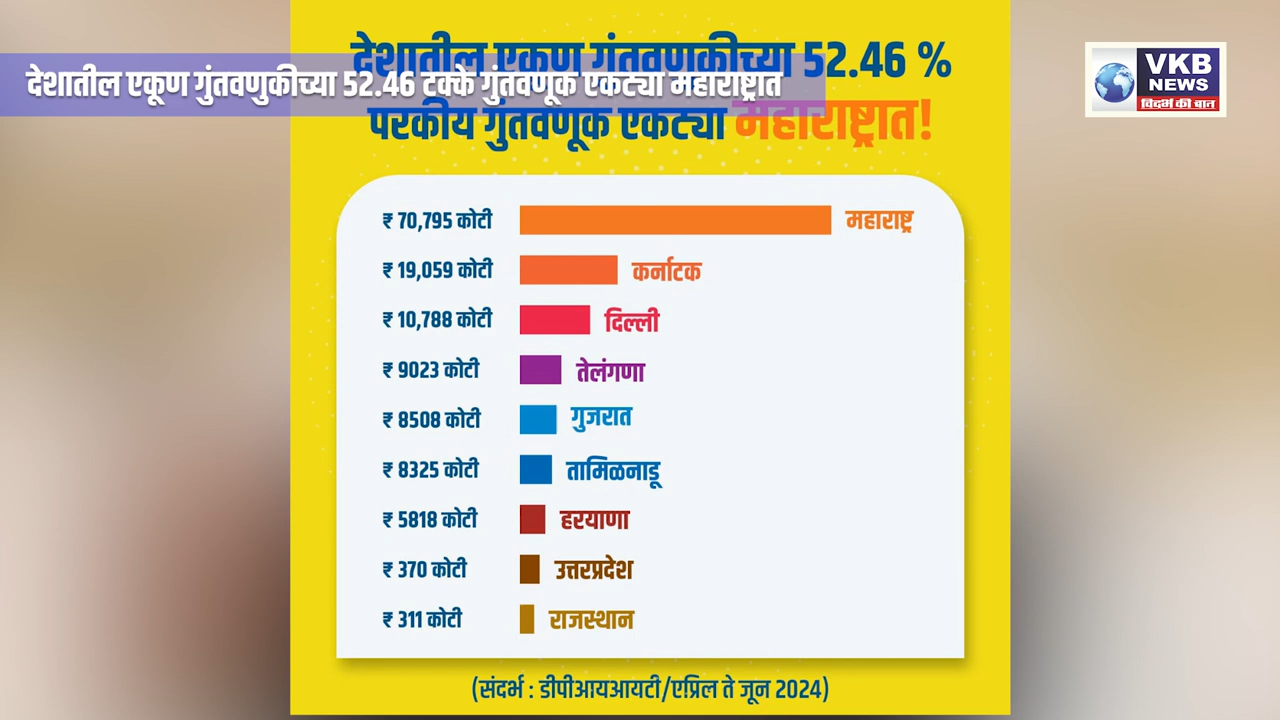 देशातील एकूण गुंतवणुकीच्या 52.46 %
देशातील एकूण गुंतवणुकीच्या 52.46 टक्के गुंतवणूक एकट्या महाराष्ट्रात
परकीय गुंतवणूक एकट्या महाराष्ट्रात!
VKB
NEWS
विदर्भ की बान
₹ 70,795 कोटी महाराष्ट्र
₹ 19,059 कोटी कर्नाटक
₹ 10,788 कोटी दिल्ली
₹ 9023 कोटी तेलंगणा
₹ 8508 कोटी गुजरात
₹ 8325 कोटी तामिळनाडू
₹ 5818 कोटी हरयाणा
₹ 370 कोटी उत्तरप्रदेश
₹ 311 कोटी राजस्थान
(संदर्भ : डीपीआयआयटी/एप्रिल ते जून 2024)